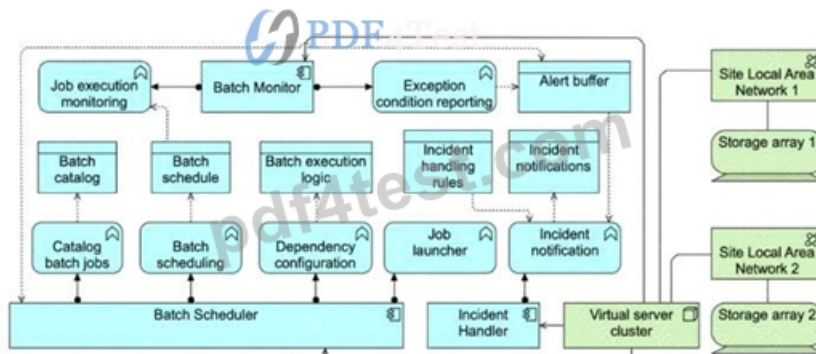 PDF4Test
Job execution
monitoring
Batch Monitor
Exception
condition reporting
Alert buffer
Site Local Area
Network 1
Batch
catalog
Batch
schedule
Batch execution
logic
Incident
handling
rules
Incident
notifications
Storage array 1
pdf4test.com
Catalog
batch jobs
Batch
scheduling
Dependency
configuration
Job
launcher
Incident
notification
Site Local Area
Network 2
Batch Scheduler
Incident
Handler
Virtual server
cluster
Storage array 2